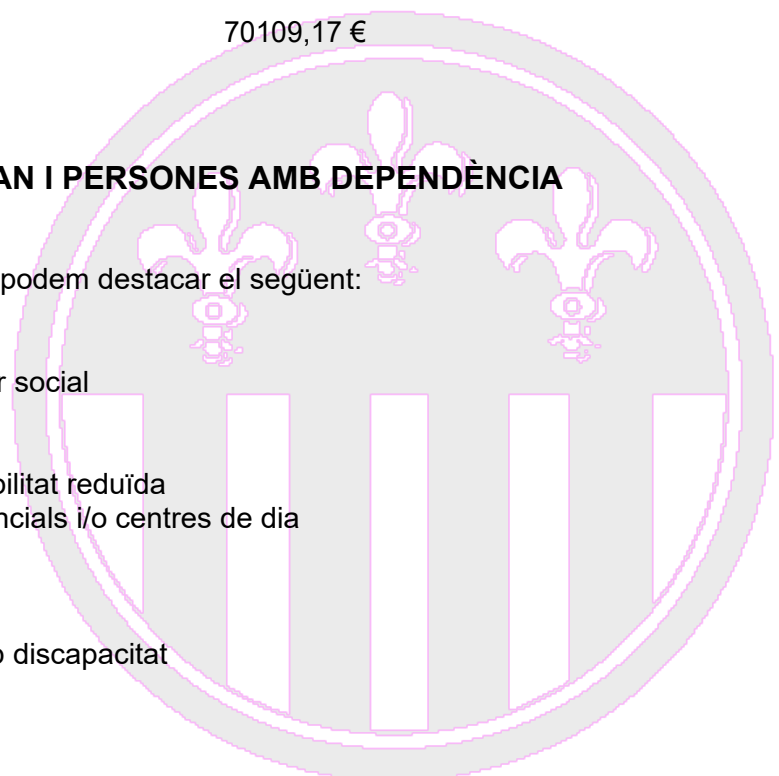 70109,17 €
AN I PERSONES AMB DEPENDÈNCIA
podem destacar el següent:
r social
bilitat reduïda
ncials i/o centres de dia
discapacitat